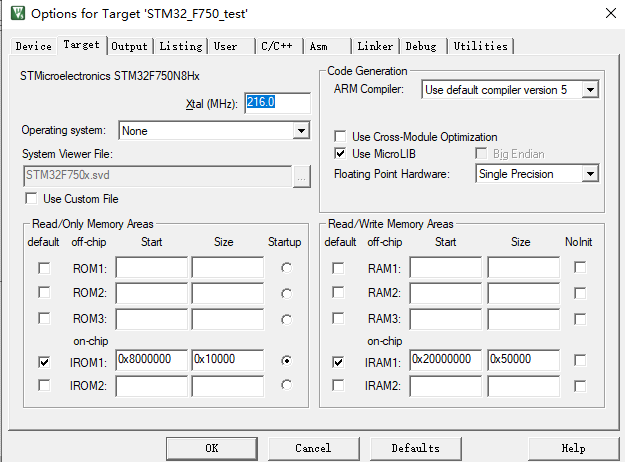 Options for Target 'STM32_F750_test'
Device Target Output Listing User C/C++ Asm Linker Debug Utilities
STMicroelectronics STM32F750N8Hx
Xtal (MHz): 216.0
Operating system: None
System Viewer File:
STM32F750x.svd ...
Use Custom File
Code Generation
ARM Compiler: Use default compiler version 5
Use Cross-Module Optimization
Use MicroLIB Big Endian
Floating Point Hardware: Single Precision
Read/Only Memory Areas
default off-chip Start Size Startup
ROM1:
ROM2:
ROM3:
on-chip
IROM1: 0x8000000 0x10000
IROM2:
Read/Write Memory Areas
default off-chip Start Size NoInit
RAM1:
RAM2:
RAM3:
on-chip
IRAM1: 0x20000000 0x50000
IRAM2:
OK Cancel Defaults Help